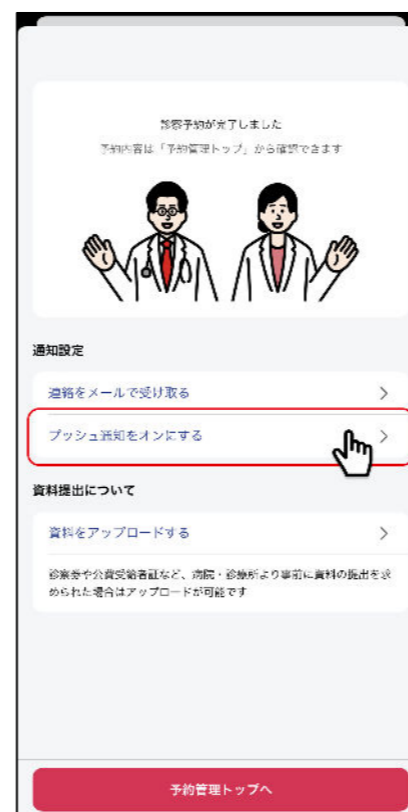 診察予約が完了しました
予約内容は「予約管理トップ」から確認できます
通知設定
連絡をメールで受け取る
プッシュ通知をオンにする
資料提出について
資料をアップロードする
診察券や公費受給者証など、病院・診療所より事前に資料の提出を求
められた場合はアップロードが可能です
予約管理トップへ